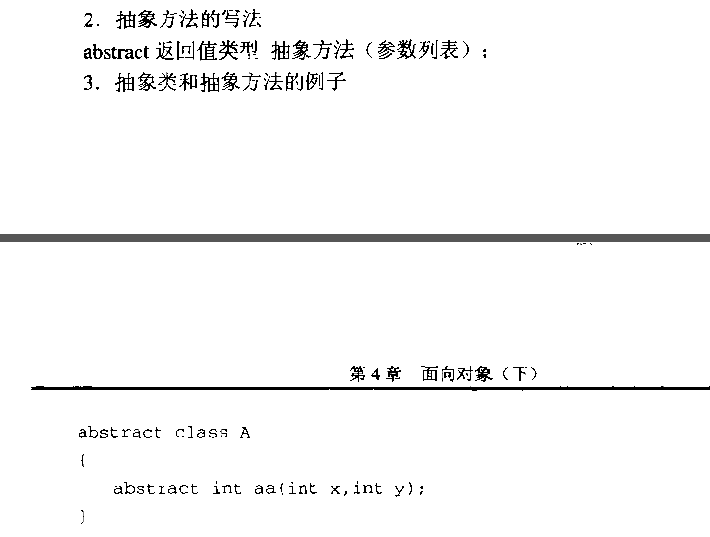 2. 抽象方法的写法
abstract 返回值类型 抽象方法（参数列表）;
3. 抽象类和抽象方法的例子
第 4 章 面向对象（下）
abstract class A
{
abstract int aa(int x,int y);
}